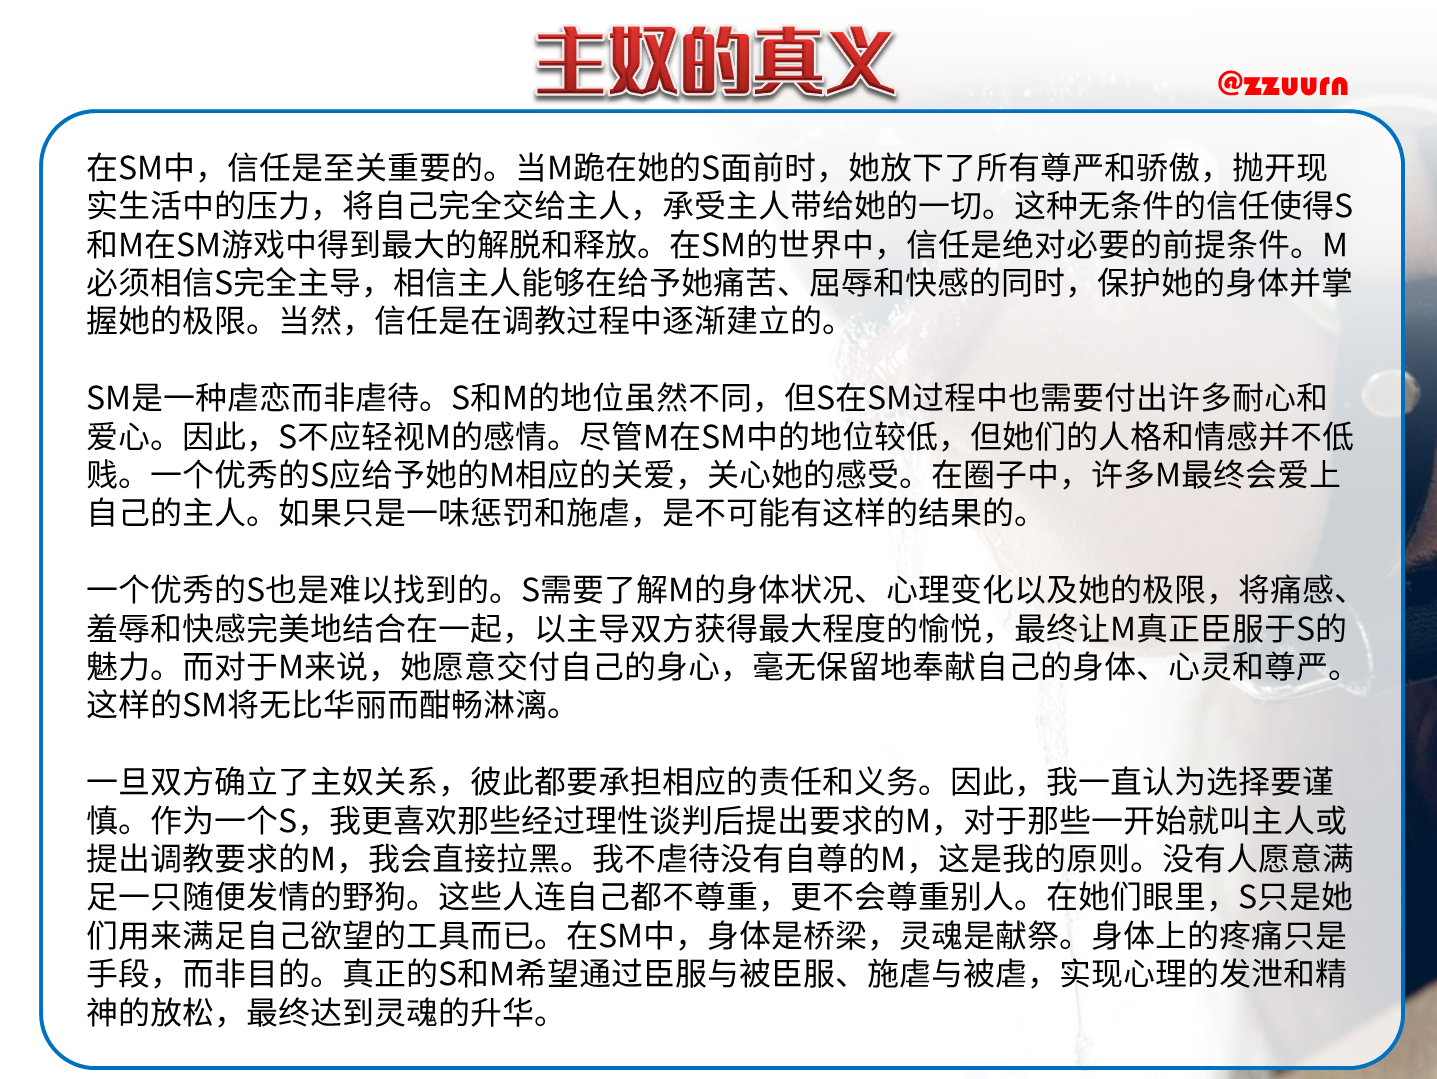 主奴的真义
@zzuurn
在SM中，信任是至关重要的。当M跪在她的S面前时，她放下了所有尊严和骄傲，抛开现
实生活中的压力，将自己完全交给主人，承受主人带给她的一切。这种无条件的信任使得S
和M在SM游戏中得到最大的解脱和释放。在SM的世界中，信任是绝对必要的前提条件。M
必须相信S完全主导，相信主人能够在给予她痛苦、屈辱和快感的同时，保护她的身体并掌
握她的极限。当然，信任是在调教过程中逐渐建立的。
SM是一种虐恋而非虐待。S和M的地位虽然不同，但S在SM过程中也需要付出许多耐心和
爱心。因此，S不应轻视M的感情。尽管M在SM中的地位较低，但她们的人格和情感并不低
贱。一个优秀的S应给予她的M相应的关爱，关心她的感受。在圈子中，许多M最终会爱上
自己的主人。如果只是一味惩罚和施虐，是不可能有这样的结果的。
一个优秀的S也是难以找到的。S需要了解M的身体状况、心理变化以及她的极限，将痛感、
羞辱和快感完美地结合在一起，以主导双方获得最大程度的愉悦，最终让M真正臣服于S的
魅力。而对于M来说，她愿意交付自己的身心，毫无保留地奉献自己的身体、心灵和尊严。
这样的SM将无比华丽而酣畅淋漓。
一旦双方确立了主奴关系，彼此都要承担相应的责任和义务。因此，我一直认为选择要谨
慎。作为一个S，我更喜欢那些经过理性谈判后提出要求的M，对于那些一开始就叫主人或
提出调教要求的M，我会直接拉黑。我不虐待没有自尊的M，这是我的原则。没有人愿意满
足一只随便发情的野狗。这些人连自己都不尊重，更不会尊重别人。在她们眼里，S只是她
们用来满足自己欲望的工具而已。在SM中，身体是桥梁，灵魂是献祭。身体上的疼痛只是
手段，而非目的。真正的S和M希望通过臣服与被臣服、施虐与被虐，实现心理的发泄和精
神的放松，最终达到灵魂的升华。